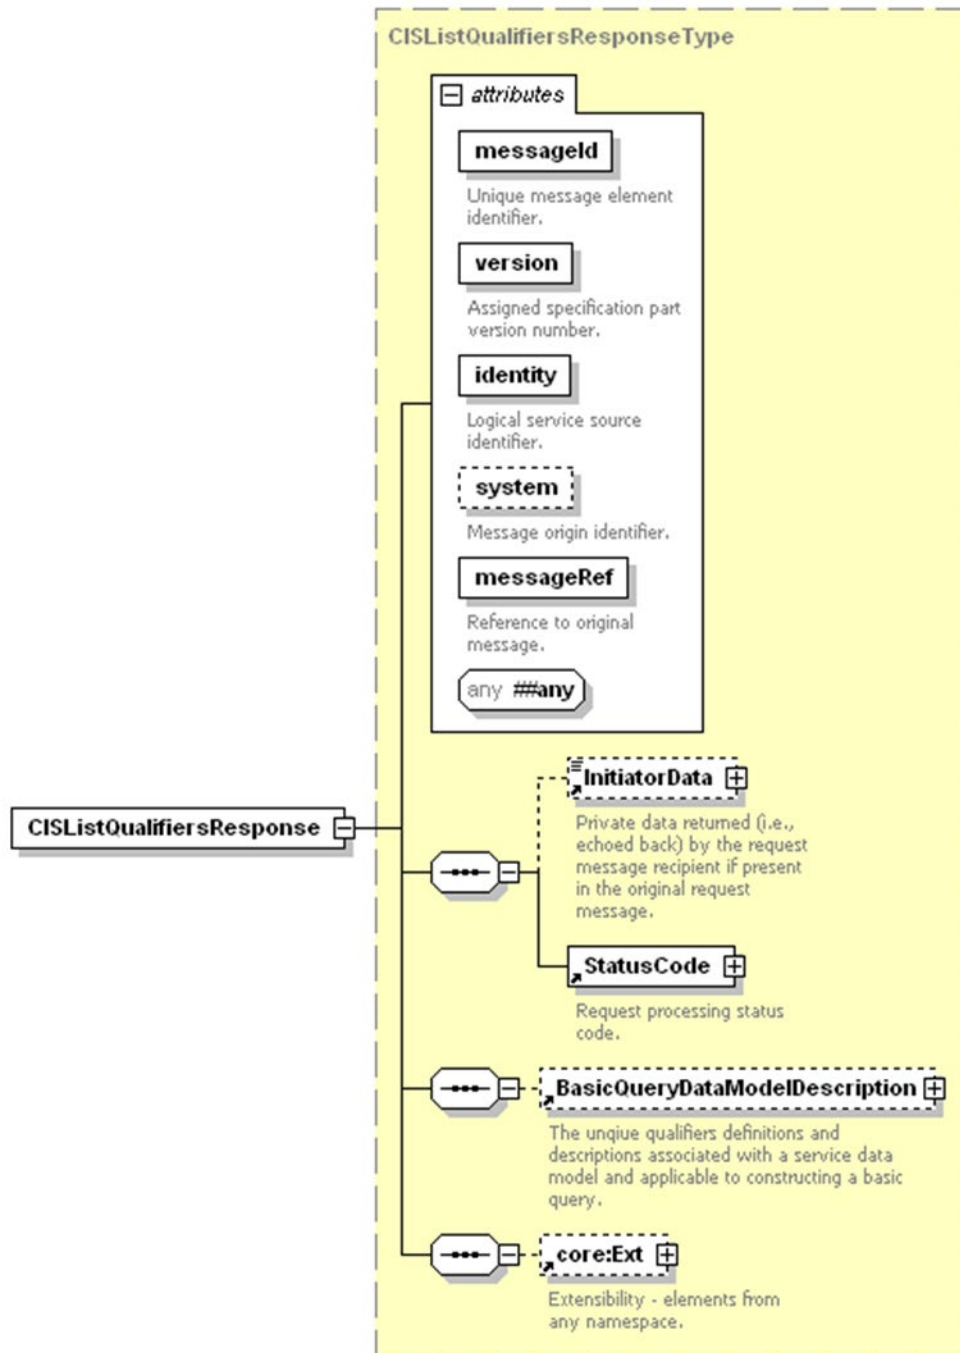 CISListQualifiersResponseType
attributes
messageId
Unique message element
identifier.
version
Assigned specification part
version number.
identity
Logical service source
identifier.
system
Message origin identifier.
messageRef
Reference to original
message.
any ##any
CISListQualifiersResponse
InitiatorData
Private data returned (i.e.,
echoed back) by the request
message recipient if present
in the original request
message.
StatusCode
Request processing status
code.
BasicQueryDataModelDescription
The unqiue qualifiers definitions and
descriptions associated with a service data
model and applicable to constructing a basic
query.
core:Ext
Extensibility - elements from
any namespace.